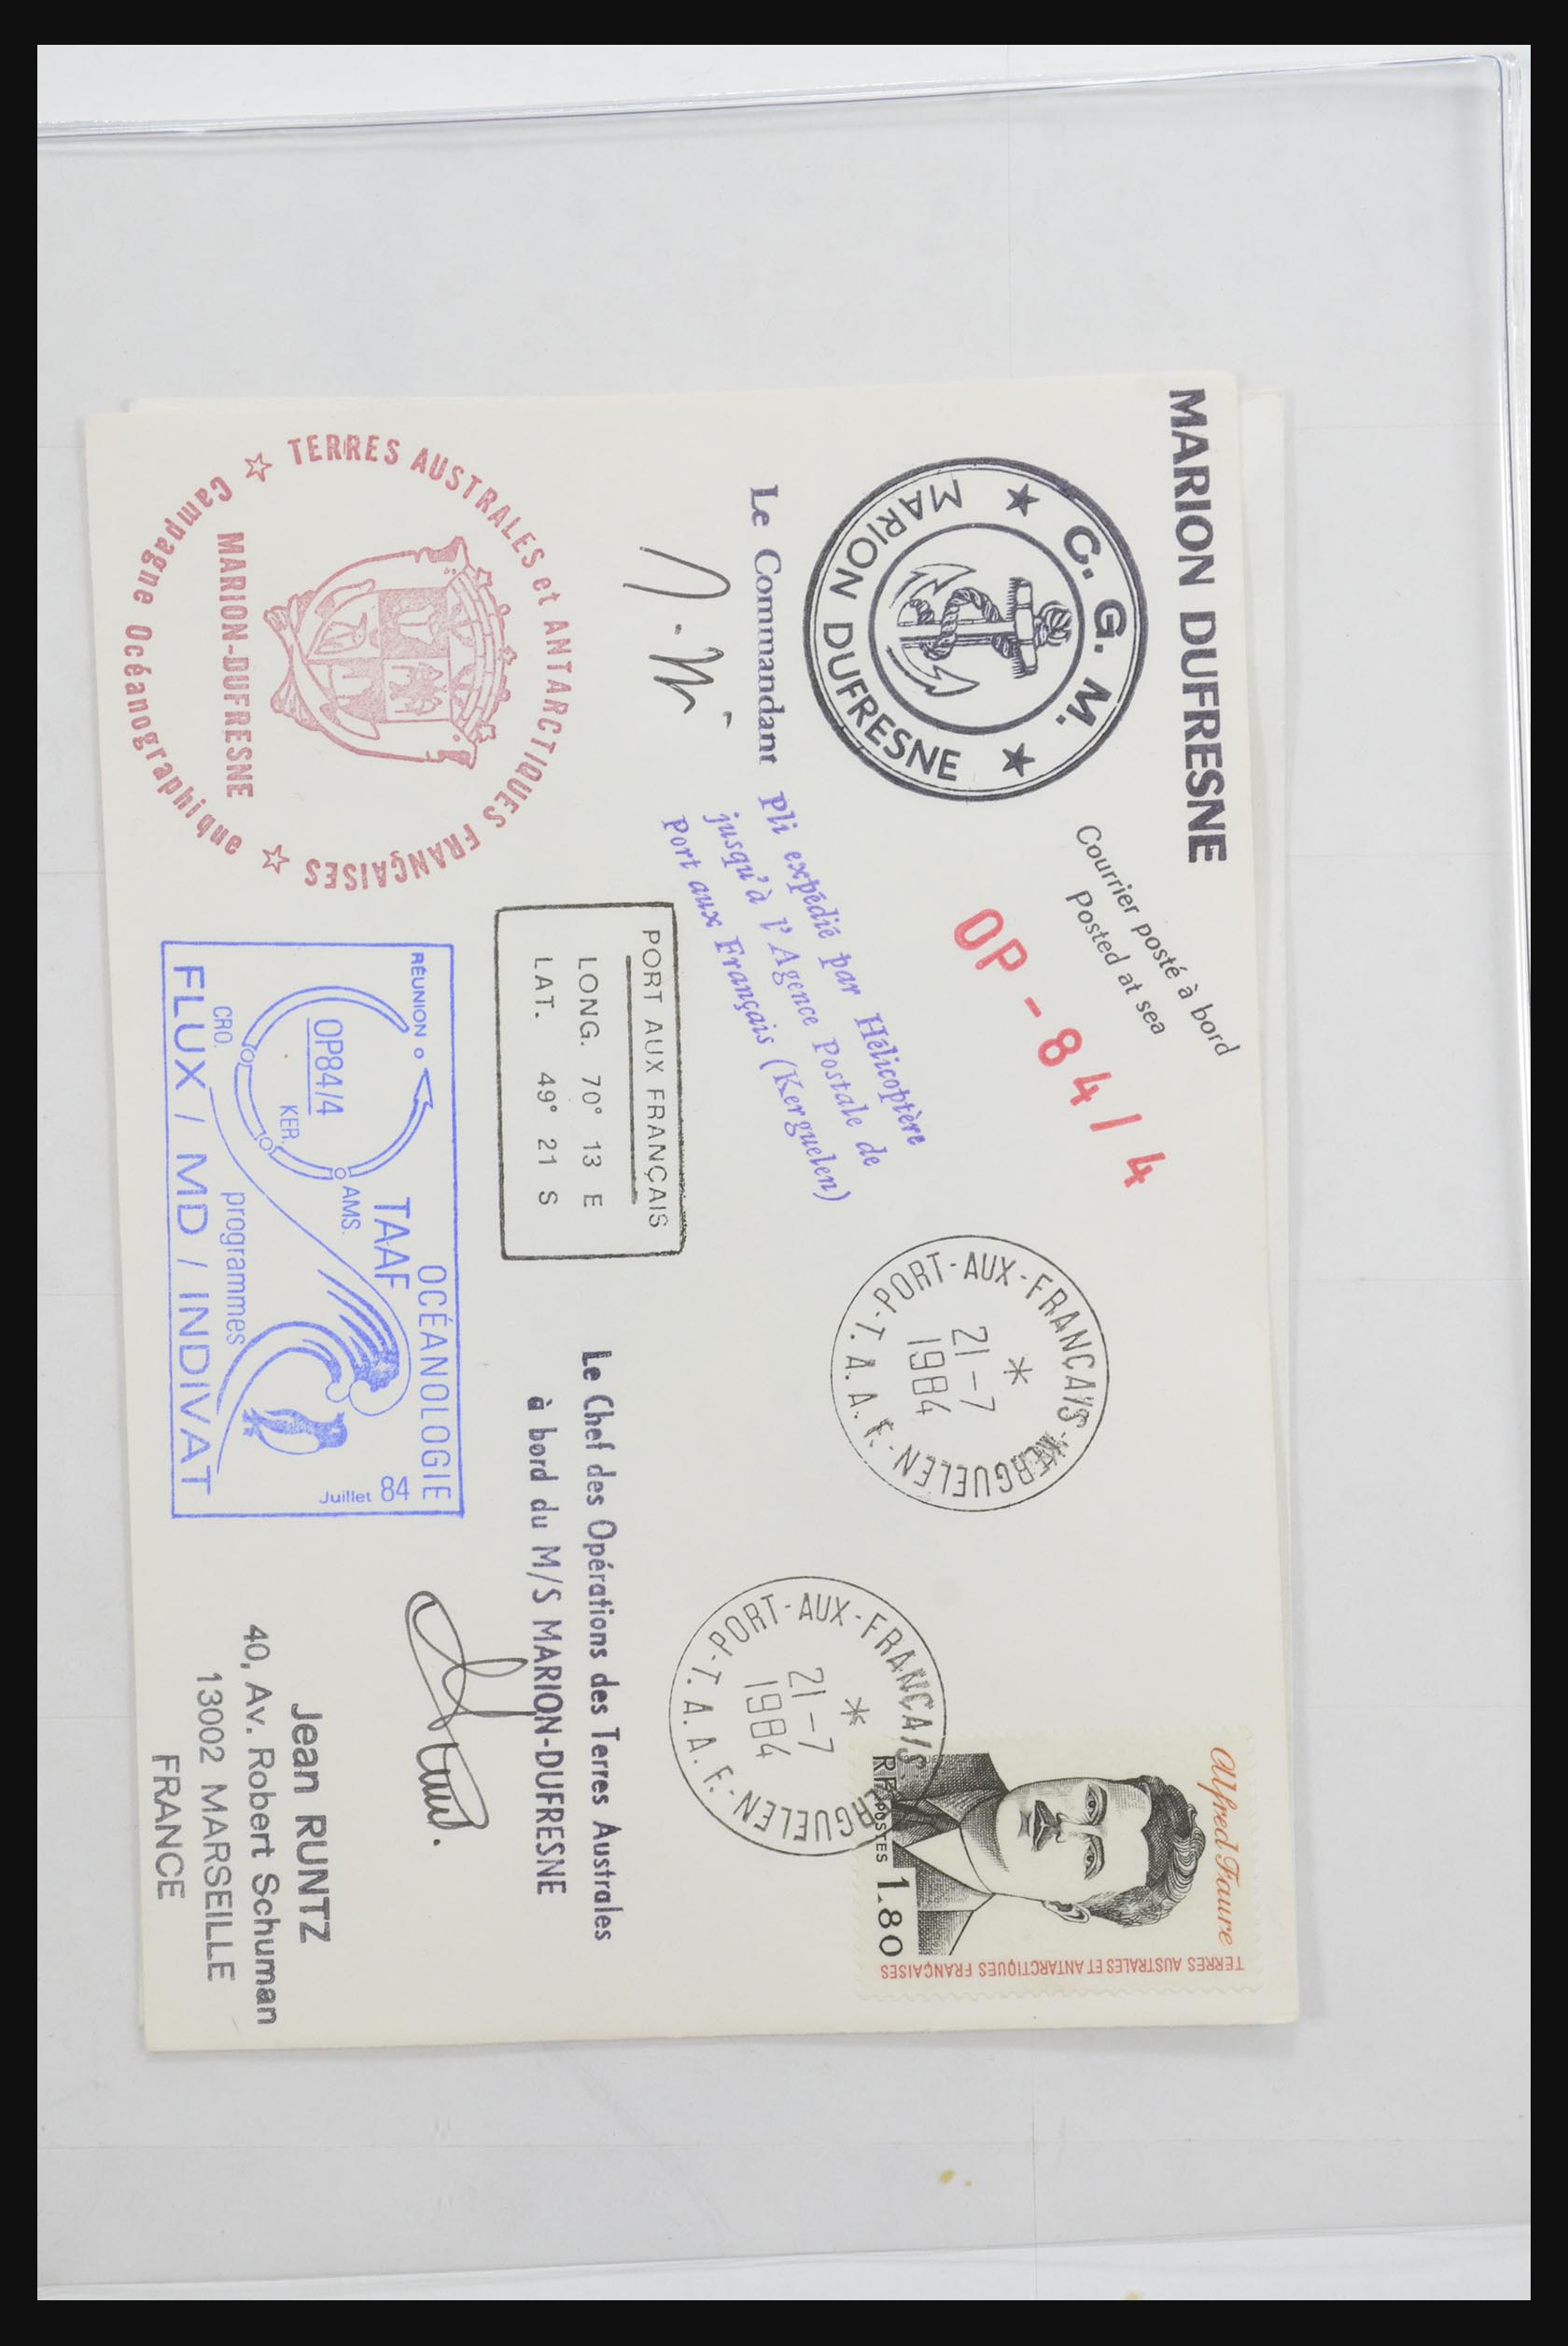 MARION DUFRESNE
Courrier posté à bord
Posted at sea
★ C. G. M. ★
MARION DUFRESNE
OP-84/4
Le Commandant
Pli expédié par Hélicoptère
jusqu'à l'Agence Postale de
Port aux Français (Kerguelen)
PORT-AUX-FRANÇAIS-KERGUELEN-T.A.A.F.-
*
21-7
1984
PORT-AUX-FRANÇAIS
ERGUELEN-T.A.A.F.-
*
21-7
1984
Alfred Faure
TERRES AUSTRALES ET ANTARCTIQUES FRANÇAISES
RF POSTES 1.80
PORT AUX FRANÇAIS
LONG. 70° 13 E
LAT. 49° 21 S
Le Chef des Opérations des Terres Australes
à bord du M/S MARION-DUFRESNE
☆ TERRES AUSTRALES et ANTARCTIQUES FRANÇAISES ☆
MARION-DUFRESNE
Campagne Océanographique
RÉUNION
OP84/4
CRO.
KER.
AMS.
TAAF
OCÉANOLOGIE
programmes
FLUX / MD / INDIVAT
Juillet 84
Jean RUNTZ
40, Av. Robert Schuman
13002 MARSEILLE
FRANCE